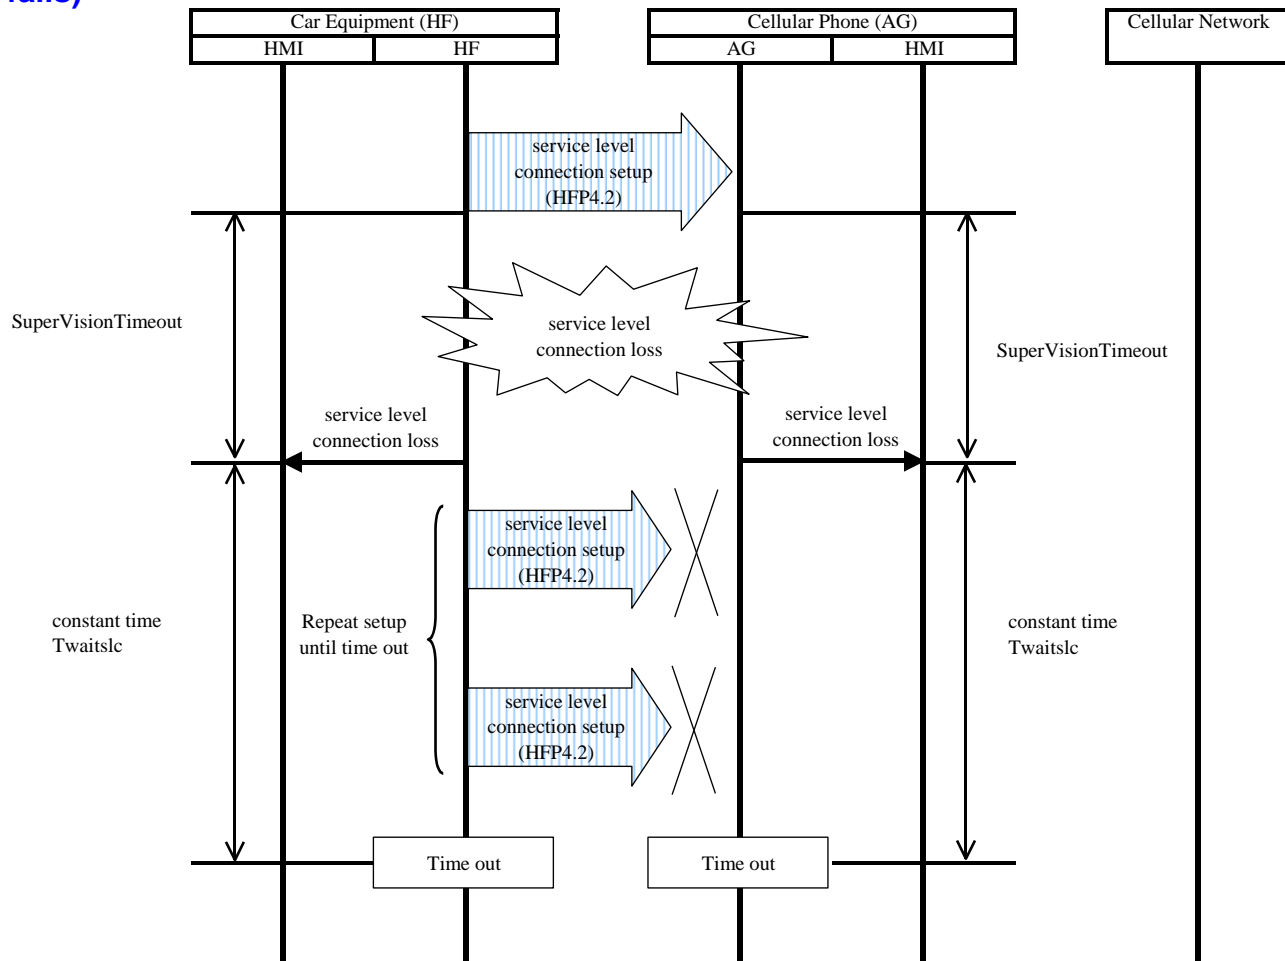 fails)
Car Equipment (HF)
Cellular Phone (AG)
Cellular Network
HMI
HF
AG
HMI
service level
connection setup
(HFP4.2)
SuperVisionTimeout
service level
connection loss
SuperVisionTimeout
service level
connection loss
service level
connection loss
service level
connection setup
(HFP4.2)
constant time
Twaitslc
Repeat setup
until time out
constant time
Twaitslc
service level
connection setup
(HFP4.2)
Time out
Time out